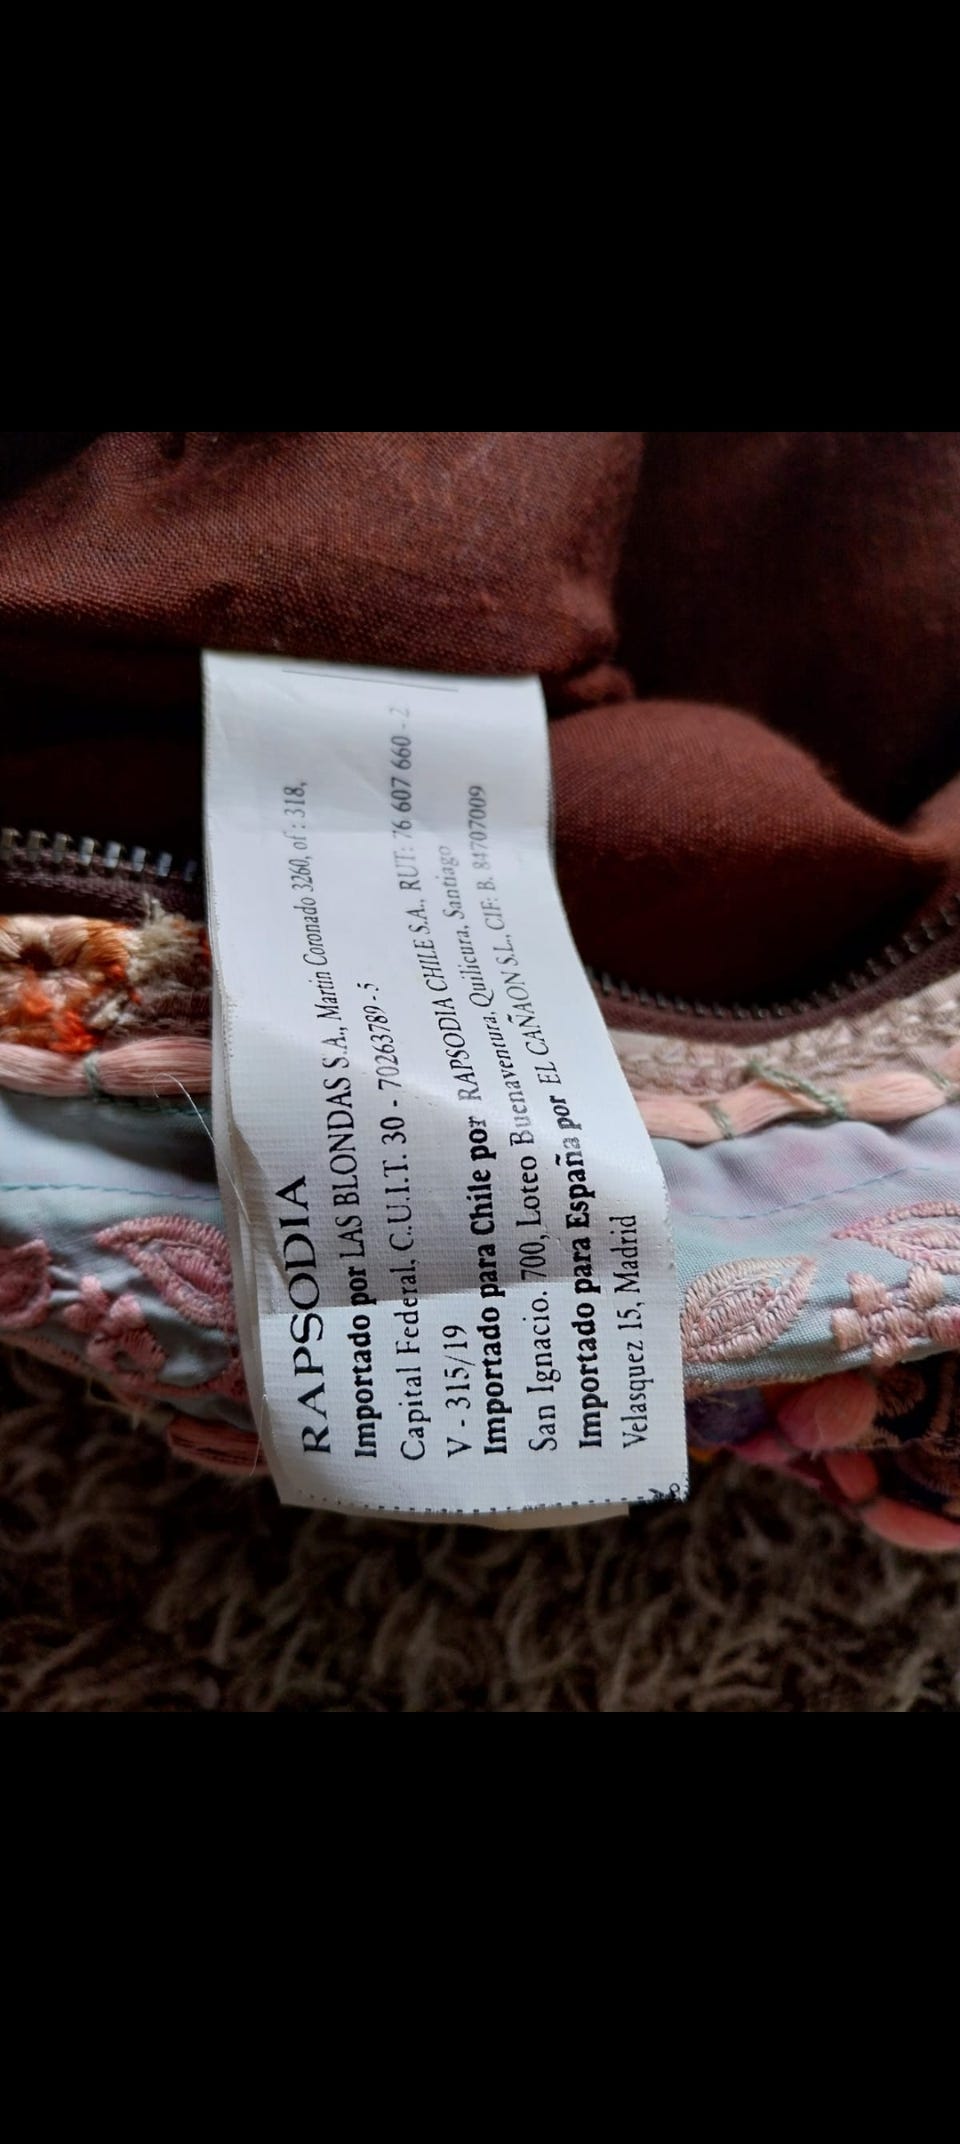 RAPSODIA
Importado por LAS BLONDAS S.A., Martin Coronado 3260, of : 318,
Capital Federal, C.U.I.T. 30 - 70263789 - 5
V - 315/19
Importado para Chile por RAPSODIA CHILE S.A., RUT: 76 607 660 - 2
San Ignacio. 700, Loteo Buenaventura, Quilicura, Santiago
Importado para España por EL CAÑAON S.L., CIF: B. 84707009
Velasquez 15, Madrid